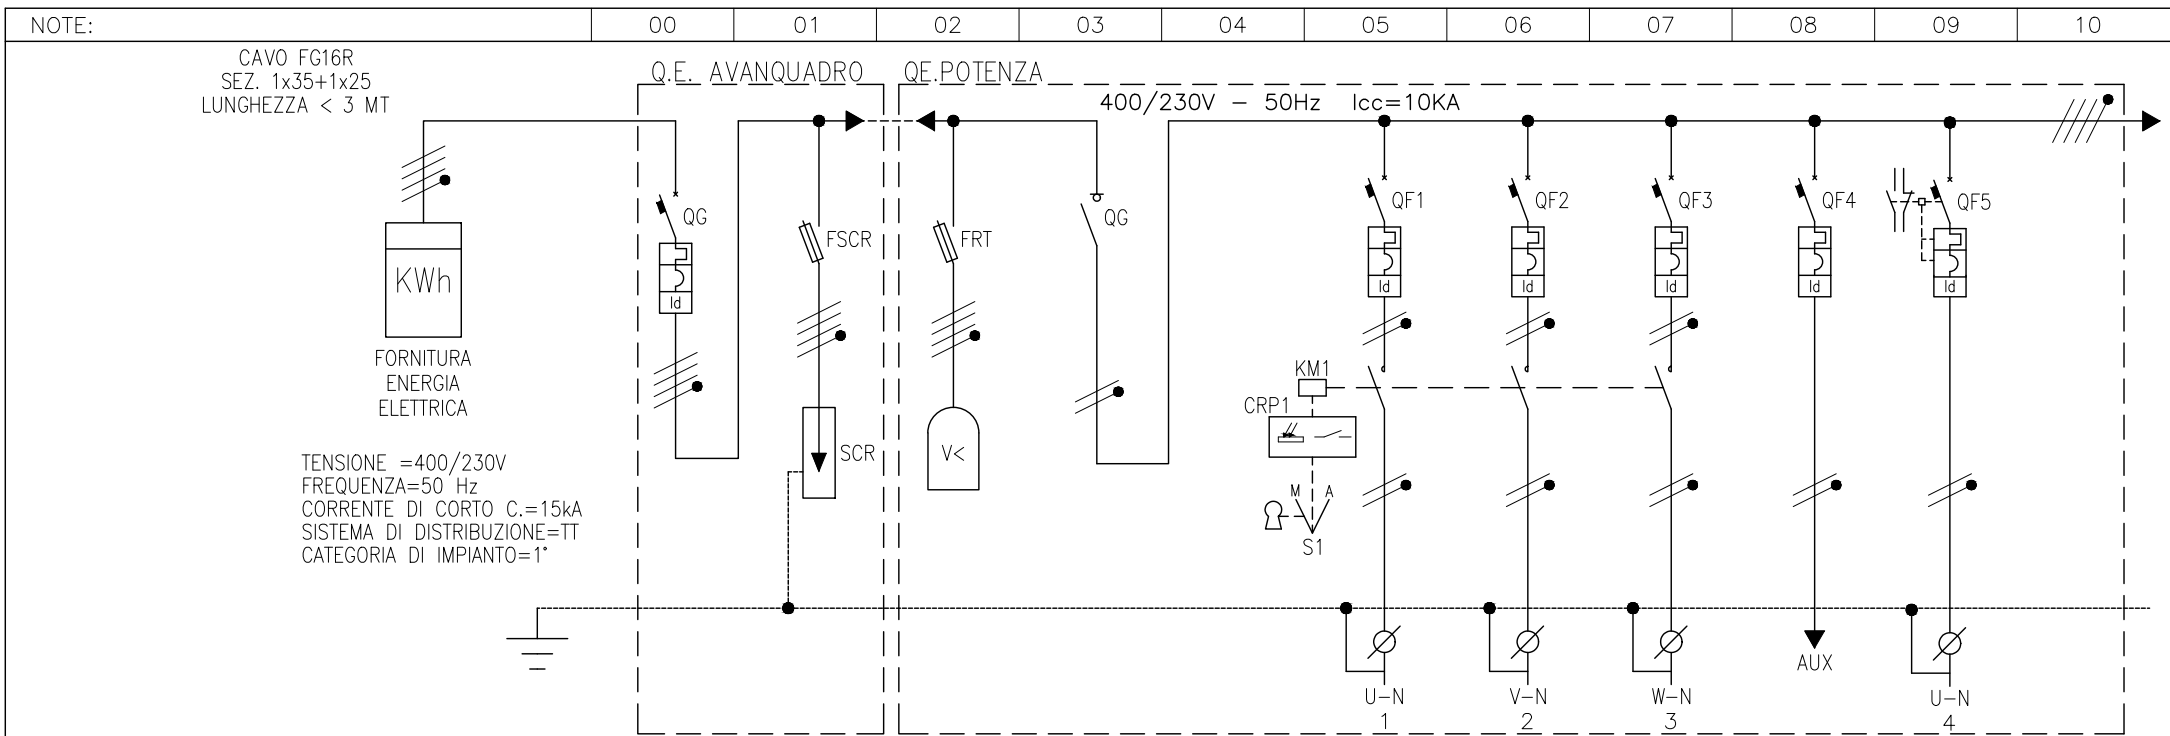 NOTE: 00 01 02 03 04 05 06 07 08 09 10
CAVO FG16R
SEZ. 1x35+1x25
LUNGHEZZA < 3 MT
Q.E. AVANQUADRO
QE.POTENZA
400/230V - 50Hz Icc=10KA
QG
FSCR
FRT
QG
QF1
QF2
QF3
QF4
QF5
KWh
Id
Id
Id
Id
Id
Id
FORNITURA
ENERGIA
ELETTRICA
KM1
CRP1
SCR
V<
TENSIONE =400/230V
FREQUENZA=50 Hz
CORRENTE DI CORTO C.=15kA
SISTEMA DI DISTRIBUZIONE=TT
CATEGORIA DI IMPIANTO=1°
M A
S1
AUX
U-N
1
V-N
2
W-N
3
U-N
4